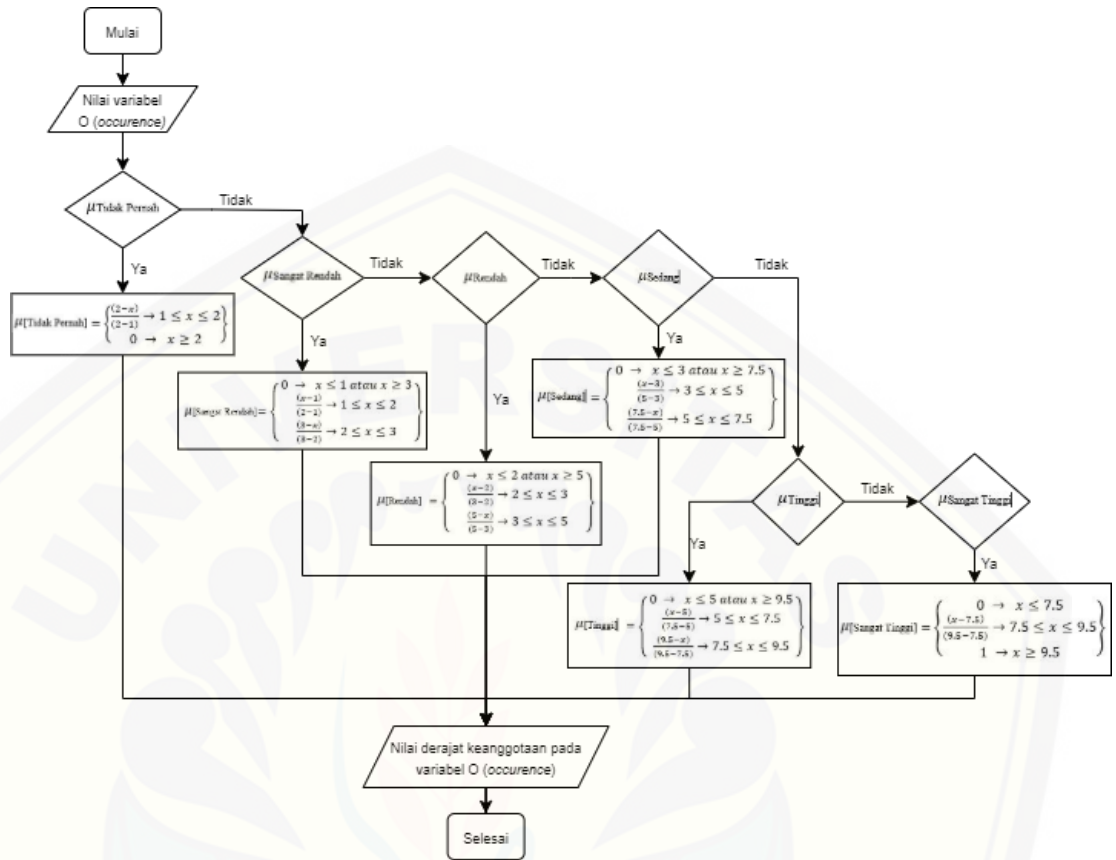 Mulai
Nilai variabel
O (occurence)
μTidak Pernah
Tidak
Ya
μ[Tidak Pernah] = { (2−x)/(2−1) → 1 ≤ x ≤ 2
0 → x ≥ 2 }
μSangat Rendah
Tidak
Ya
μ[Sangat Rendah]= { 0 → x ≤ 1 atau x ≥ 3
(x−1)/(2−1) → 1 ≤ x ≤ 2
(3−x)/(3−2) → 2 ≤ x ≤ 3 }
μRendah
Tidak
Ya
μ[Rendah] = { 0 → x ≤ 2 atau x ≥ 5
(x−2)/(3−2) → 2 ≤ x ≤ 3
(5−x)/(5−3) → 3 ≤ x ≤ 5 }
μSedang
Tidak
Ya
μ[Sedang] = { 0 → x ≤ 3 atau x ≥ 7.5
(x−3)/(5−3) → 3 ≤ x ≤ 5
(7.5−x)/(7.5−5) → 5 ≤ x ≤ 7.5 }
μTinggi
Tidak
Ya
μ[Tinggi] = { 0 → x ≤ 5 atau x ≥ 9.5
(x−5)/(7.5−5) → 5 ≤ x ≤ 7.5
(9.5−x)/(9.5−7.5) → 7.5 ≤ x ≤ 9.5 }
μSangat Tinggi
Ya
μ[Sangat Tinggi] = { 0 → x ≤ 7.5
(x−7.5)/(9.5−7.5) → 7.5 ≤ x ≤ 9.5
1 → x ≥ 9.5 }
Nilai derajat keanggotaan pada
variabel O (occurence)
Selesai
UNIVERSITAS